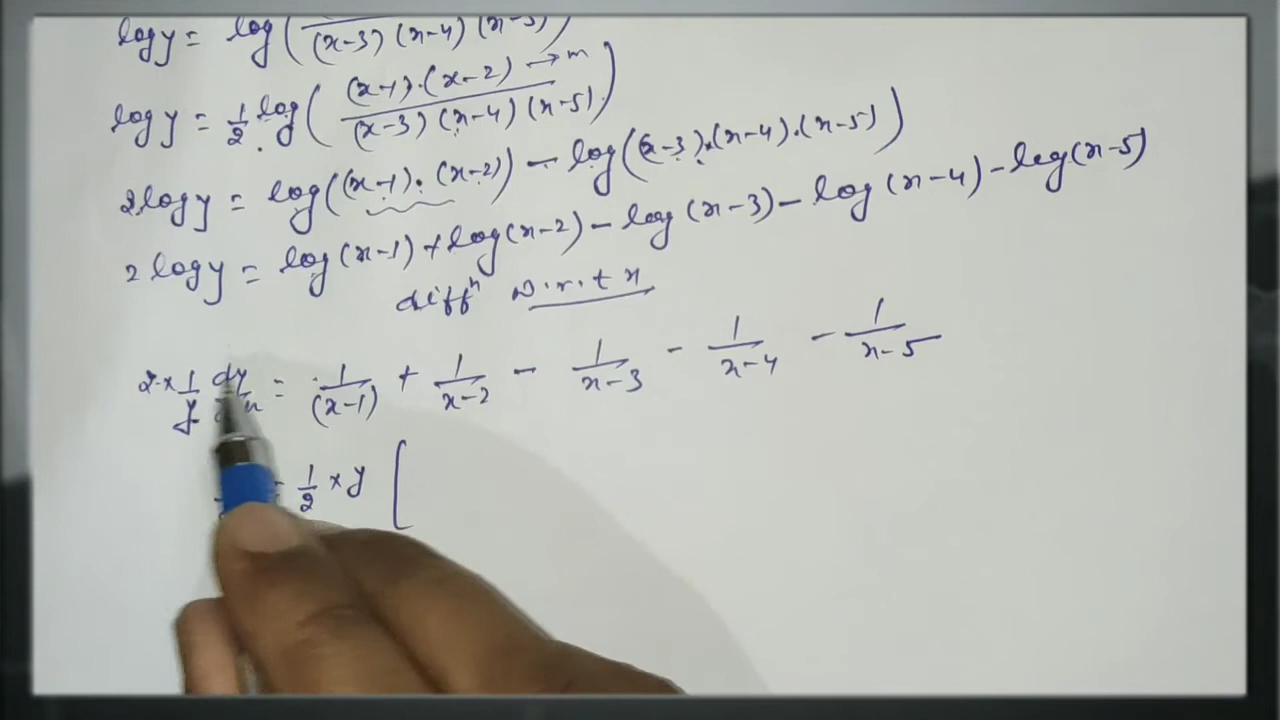 log y = log ( / (x-3) (x-4) (x-5) )
log y = 1/2 log ( (x-1).(x-2) → m / (x-3) (x-4) (x-5) )
2 log y = log((x-1).(x-2)) - log((x-3).(x-4).(x-5))
2 log y = log(x-1) + log(x-2) - log(x-3) - log(x-4) - log(x-5)
diffⁿ w.r.t x
2 × 1/y dy/dx = 1/(x-1) + 1/x-2 - 1/x-3 - 1/x-4 - 1/x-5
= 1/2 × y [